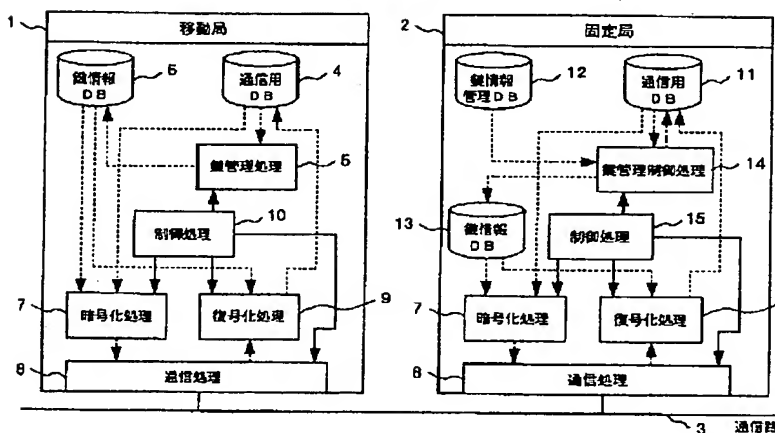 1
移動局
鍵情報
DB
6
通信用
DB
4
鍵管理処理
5
10
制御処理
7
暗号化処理
復号化処理
9
8
通信処理
2
固定局
鍵情報
管理DB
12
通信用
DB
11
鍵管理制御処理
14
13
鍵情報
DB
15
制御処理
7
暗号化処理
復号化処理
8
通信処理
3